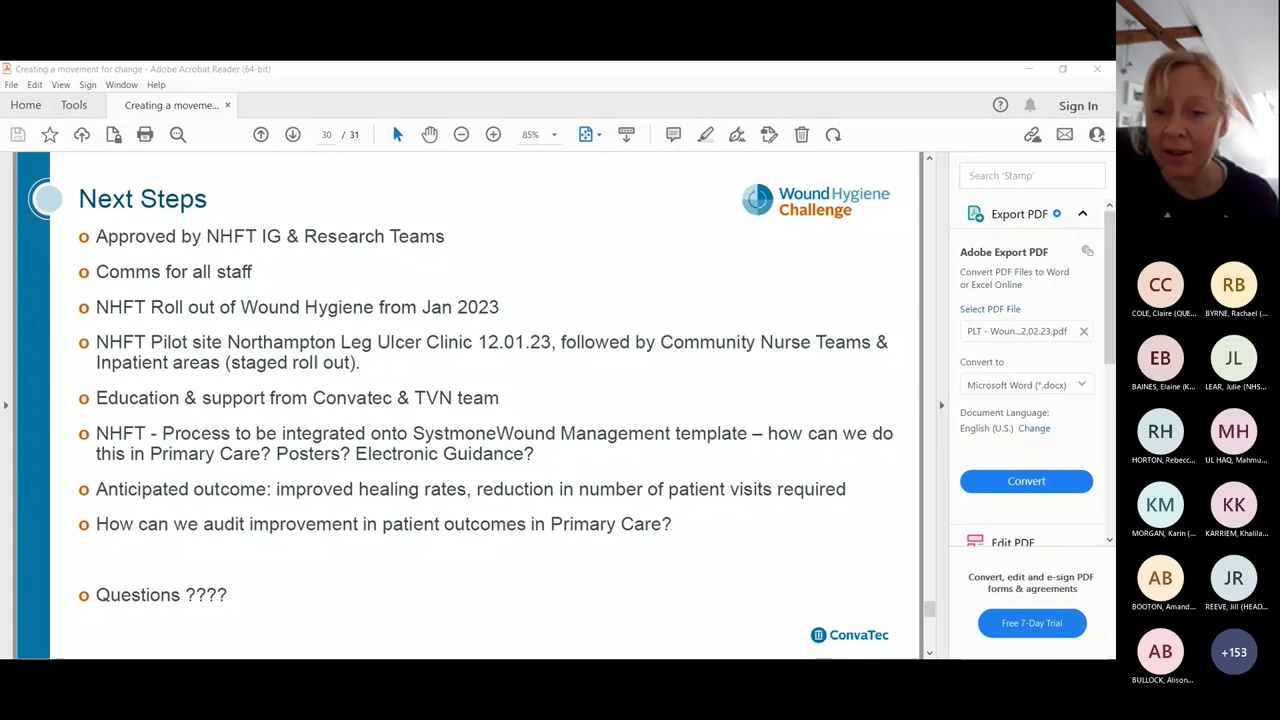 Creating a movement for change - Adobe Acrobat Reader (64-bit)
File Edit View Sign Window Help
Home Tools Creating a moveme... × Sign In
30 / 31 85%
Next Steps
Wound Hygiene
Challenge
o Approved by NHFT IG & Research Teams
o Comms for all staff
o NHFT Roll out of Wound Hygiene from Jan 2023
o NHFT Pilot site Northampton Leg Ulcer Clinic 12.01.23, followed by Community Nurse Teams &
Inpatient areas (staged roll out).
o Education & support from Convatec & TVN team
o NHFT - Process to be integrated onto SystmoneWound Management template – how can we do
this in Primary Care? Posters? Electronic Guidance?
o Anticipated outcome: improved healing rates, reduction in number of patient visits required
o How can we audit improvement in patient outcomes in Primary Care?
o Questions ????
ConvaTec
Search 'Stamp'
Export PDF
Adobe Export PDF
Convert PDF Files to Word
or Excel Online
Select PDF File
PLT - Woun...2.02.23.pdf
Convert to
Microsoft Word (*.docx)
Document Language:
English (U.S.) Change
Convert
Edit PDF
Convert, edit and e-sign PDF
forms & agreements
Free 7-Day Trial
CC RB
COLE, Claire (QUE... BYRNE, Rachael (...
EB JL
BAINES, Elaine (K... LEAR, Julie (NHS...
RH MH
HORTON, Rebecc... UL HAQ, Mahmu...
KM KK
MORGAN, Karin (... KARRIEM, Khalila...
AB JR
BOOTON, Amand... REEVE, Jill (HEAD...
AB +153
BULLOCK, Alison...